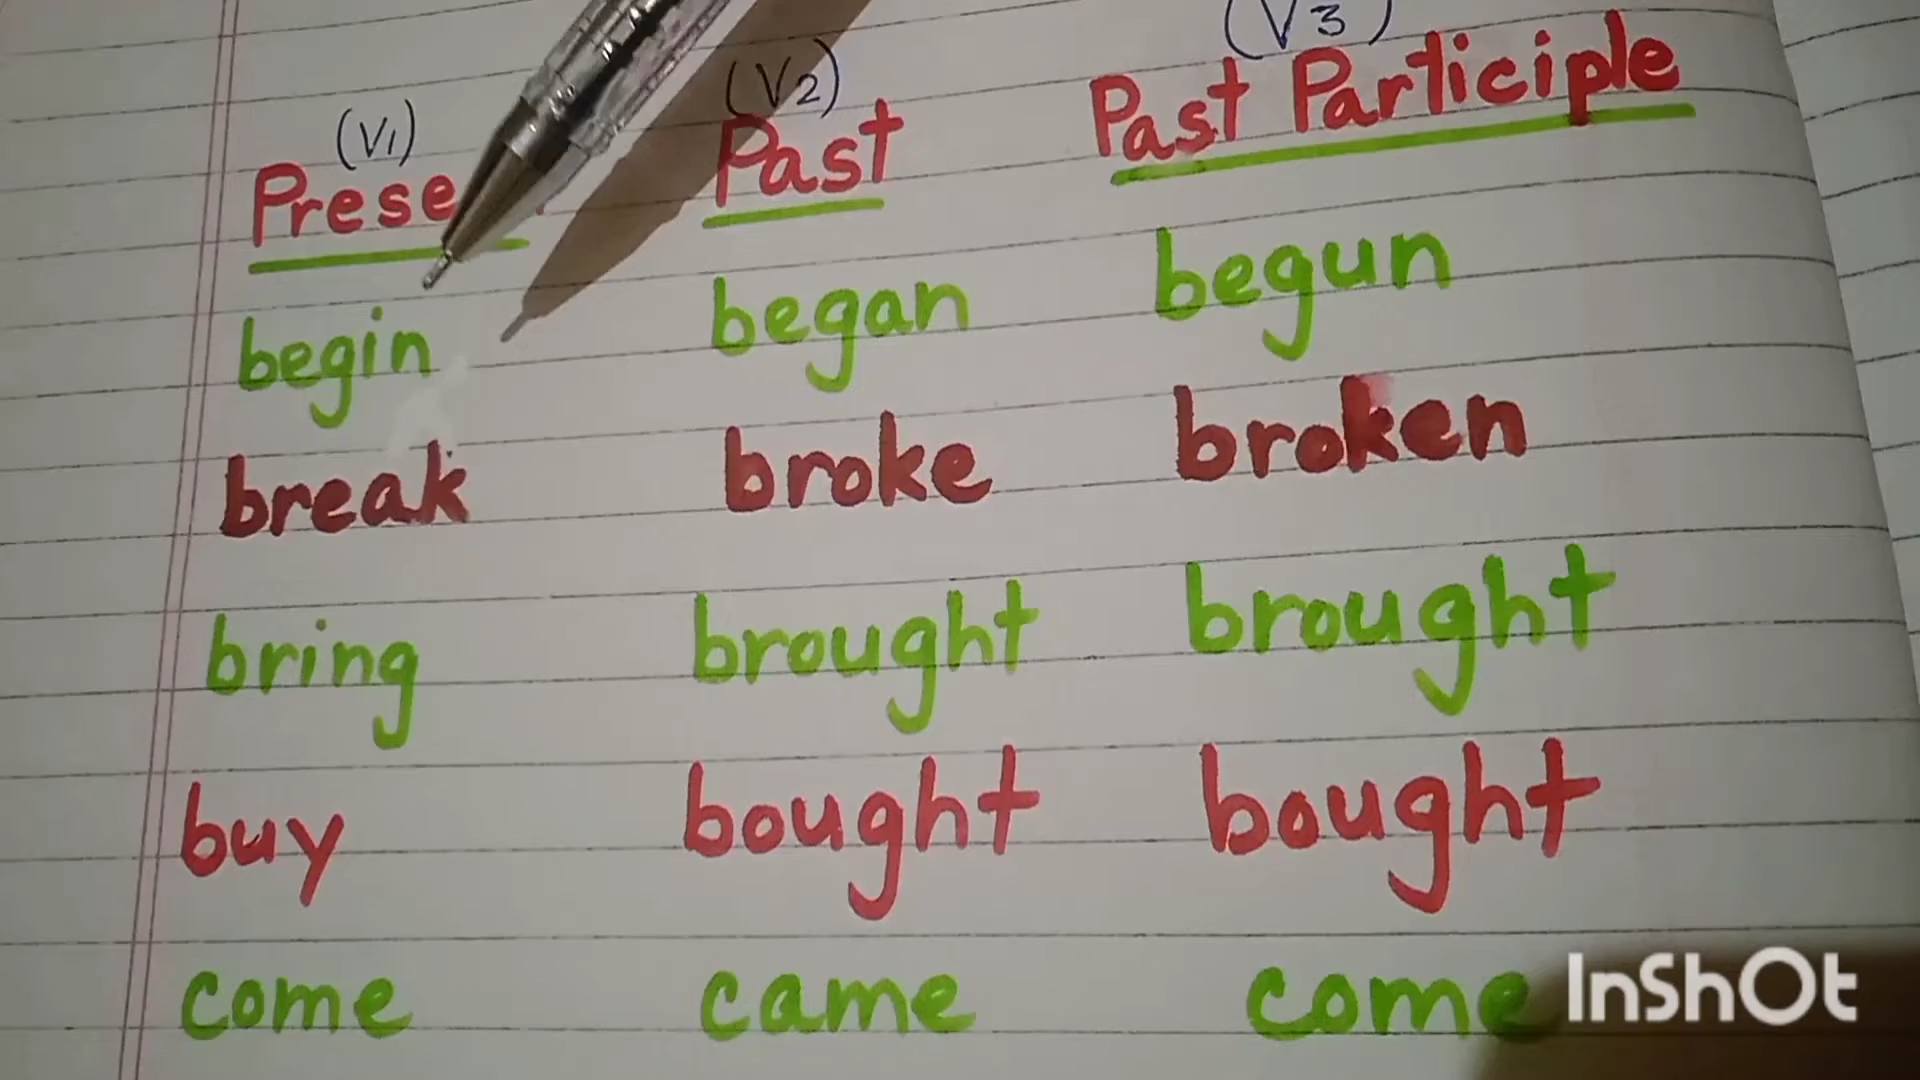 (V1) (V2) (V3)
Past Past Participle
begin began begun
break broke broken
bring brought brought
buy bought bought
come came come
InShOt